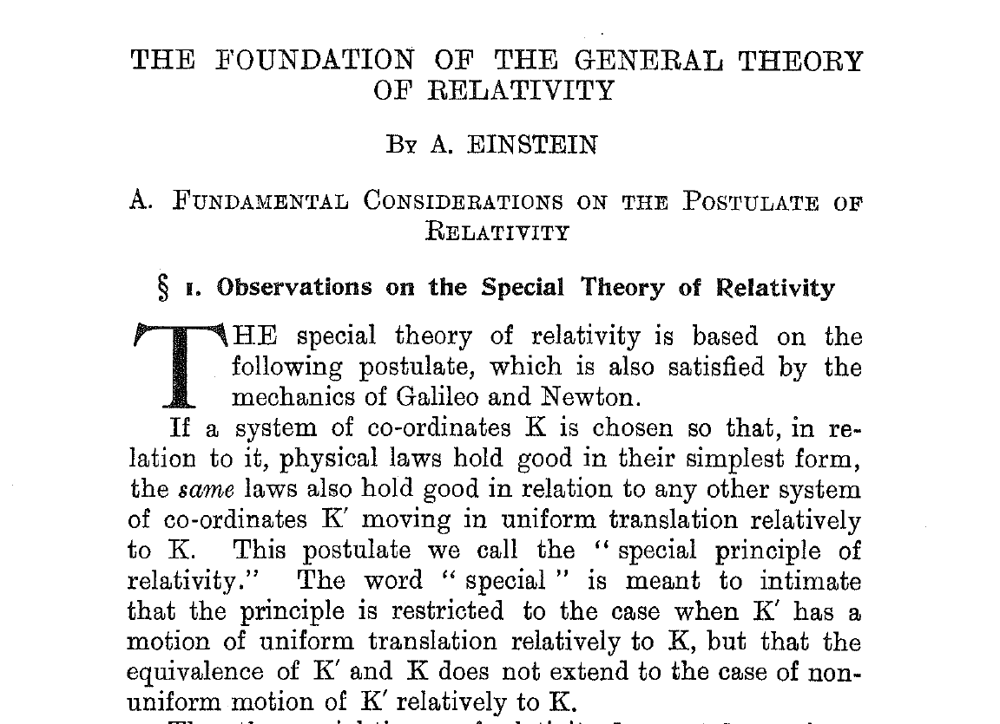 THE FOUNDATION OF THE GENERAL THEORY
OF RELATIVITY
By A. EINSTEIN
A. Fundamental Considerations on the Postulate of
Relativity
§ 1. Observations on the Special Theory of Relativity
THE special theory of relativity is based on the
following postulate, which is also satisfied by the
mechanics of Galileo and Newton.
If a system of co-ordinates K is chosen so that, in re-
lation to it, physical laws hold good in their simplest form,
the same laws also hold good in relation to any other system
of co-ordinates K′ moving in uniform translation relatively
to K. This postulate we call the “ special principle of
relativity.” The word “ special ” is meant to intimate
that the principle is restricted to the case when K′ has a
motion of uniform translation relatively to K, but that the
equivalence of K′ and K does not extend to the case of non-
uniform motion of K′ relatively to K.